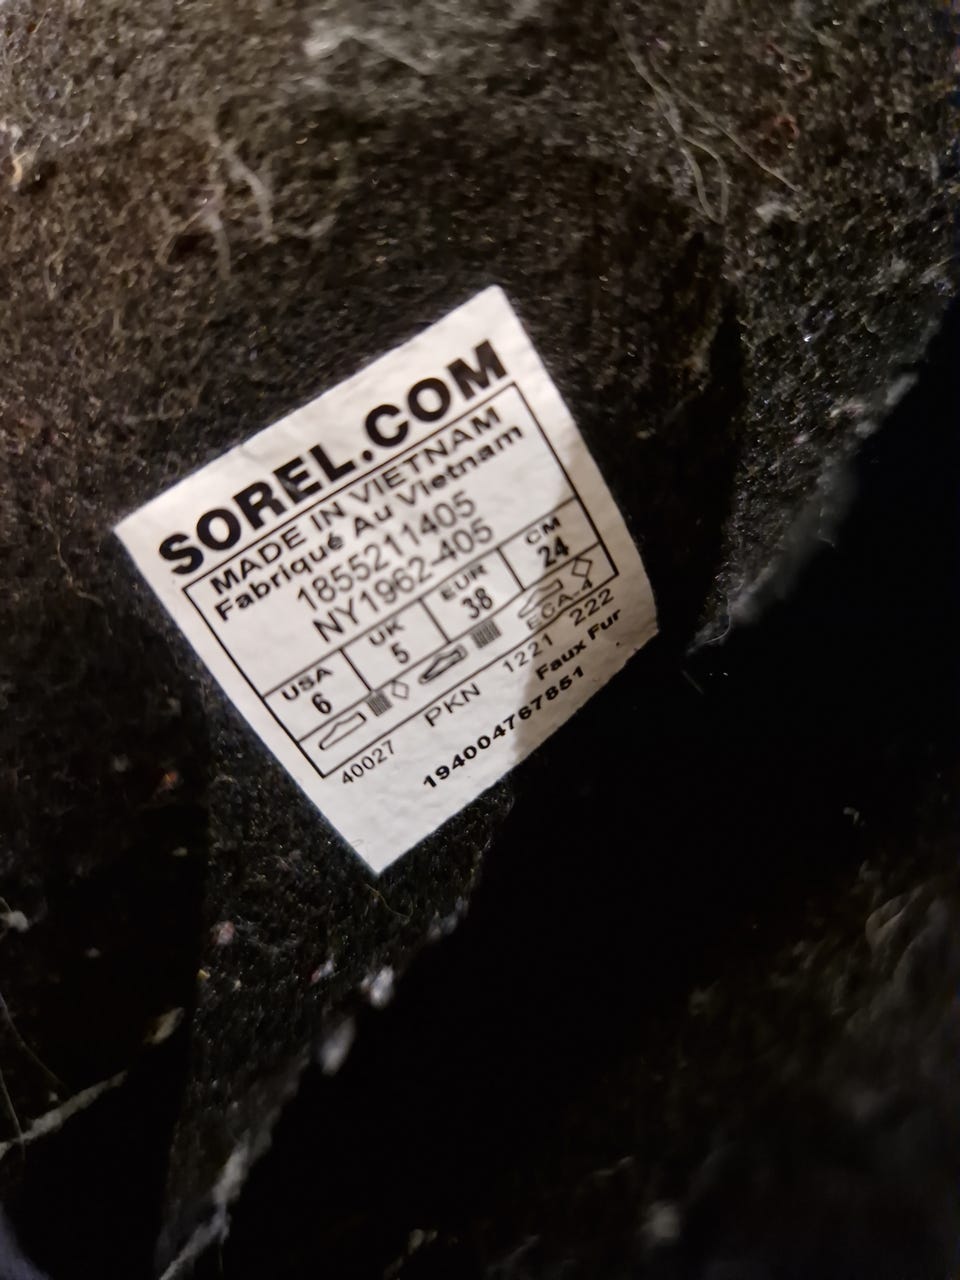 SOREL.COM
MADE IN VIETNAM
Fabriqué Au Vietnam
1855211405
NY1962-405
USA UK EUR CM
6 5 38 24
ECA-4
40027 PKN 1221 222
Faux Fur
194004767851